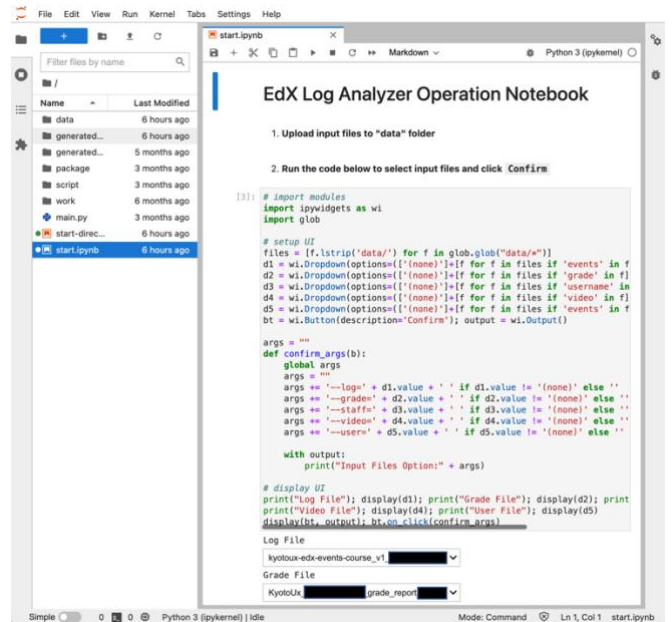 File Edit View Run Kernel Tabs Settings Help
start.ipynb
Markdown
Python 3 (ipykernel)
Filter files by name
/
Name Last Modified
data 6 hours ago
generated... 6 hours ago
generated... 5 months ago
package 3 months ago
script 3 months ago
work 6 months ago
main.py 3 months ago
start-direc... 6 hours ago
start.ipynb 6 hours ago
EdX Log Analyzer Operation Notebook
1. Upload input files to "data" folder
2. Run the code below to select input files and click Confirm
[3]: # import modules
import ipywidgets as wi
import glob
# setup UI
files = [f.lstrip('data/') for f in glob.glob("data/*")]
d1 = wi.Dropdown(options=(['(none)']+[f for f in files if 'events' in f
d2 = wi.Dropdown(options=(['(none)']+[f for f in files if 'grade' in f]
d3 = wi.Dropdown(options=(['(none)']+[f for f in files if 'username' in
d4 = wi.Dropdown(options=(['(none)']+[f for f in files if 'video' in f]
d5 = wi.Dropdown(options=(['(none)']+[f for f in files if 'events' in f
bt = wi.Button(description='Confirm'); output = wi.Output()
args = ""
def confirm_args(b):
global args
args = ""
args += '--log=' + d1.value + ' ' if d1.value != '(none)' else ''
args += '--grade=' + d2.value + ' ' if d2.value != '(none)' else ''
args += '--staff=' + d3.value + ' ' if d3.value != '(none)' else ''
args += '--video=' + d4.value + ' ' if d4.value != '(none)' else ''
args += '--user=' + d5.value + ' ' if d5.value != '(none)' else ''
with output:
print("Input Files Option:" + args)
# display UI
print("Log File"); display(d1); print("Grade File"); display(d2); print
print("Video File"); display(d4); print("User File"); display(d5)
display(bt, output); bt.on_click(confirm_args)
Log File
kyotoux-edx-events-course_v1_
Grade File
KyotoUx_ _grade_report
Simple 0 0 Python 3 (ipykernel) | Idle Mode: Command Ln 1, Col 1 start.ipynb